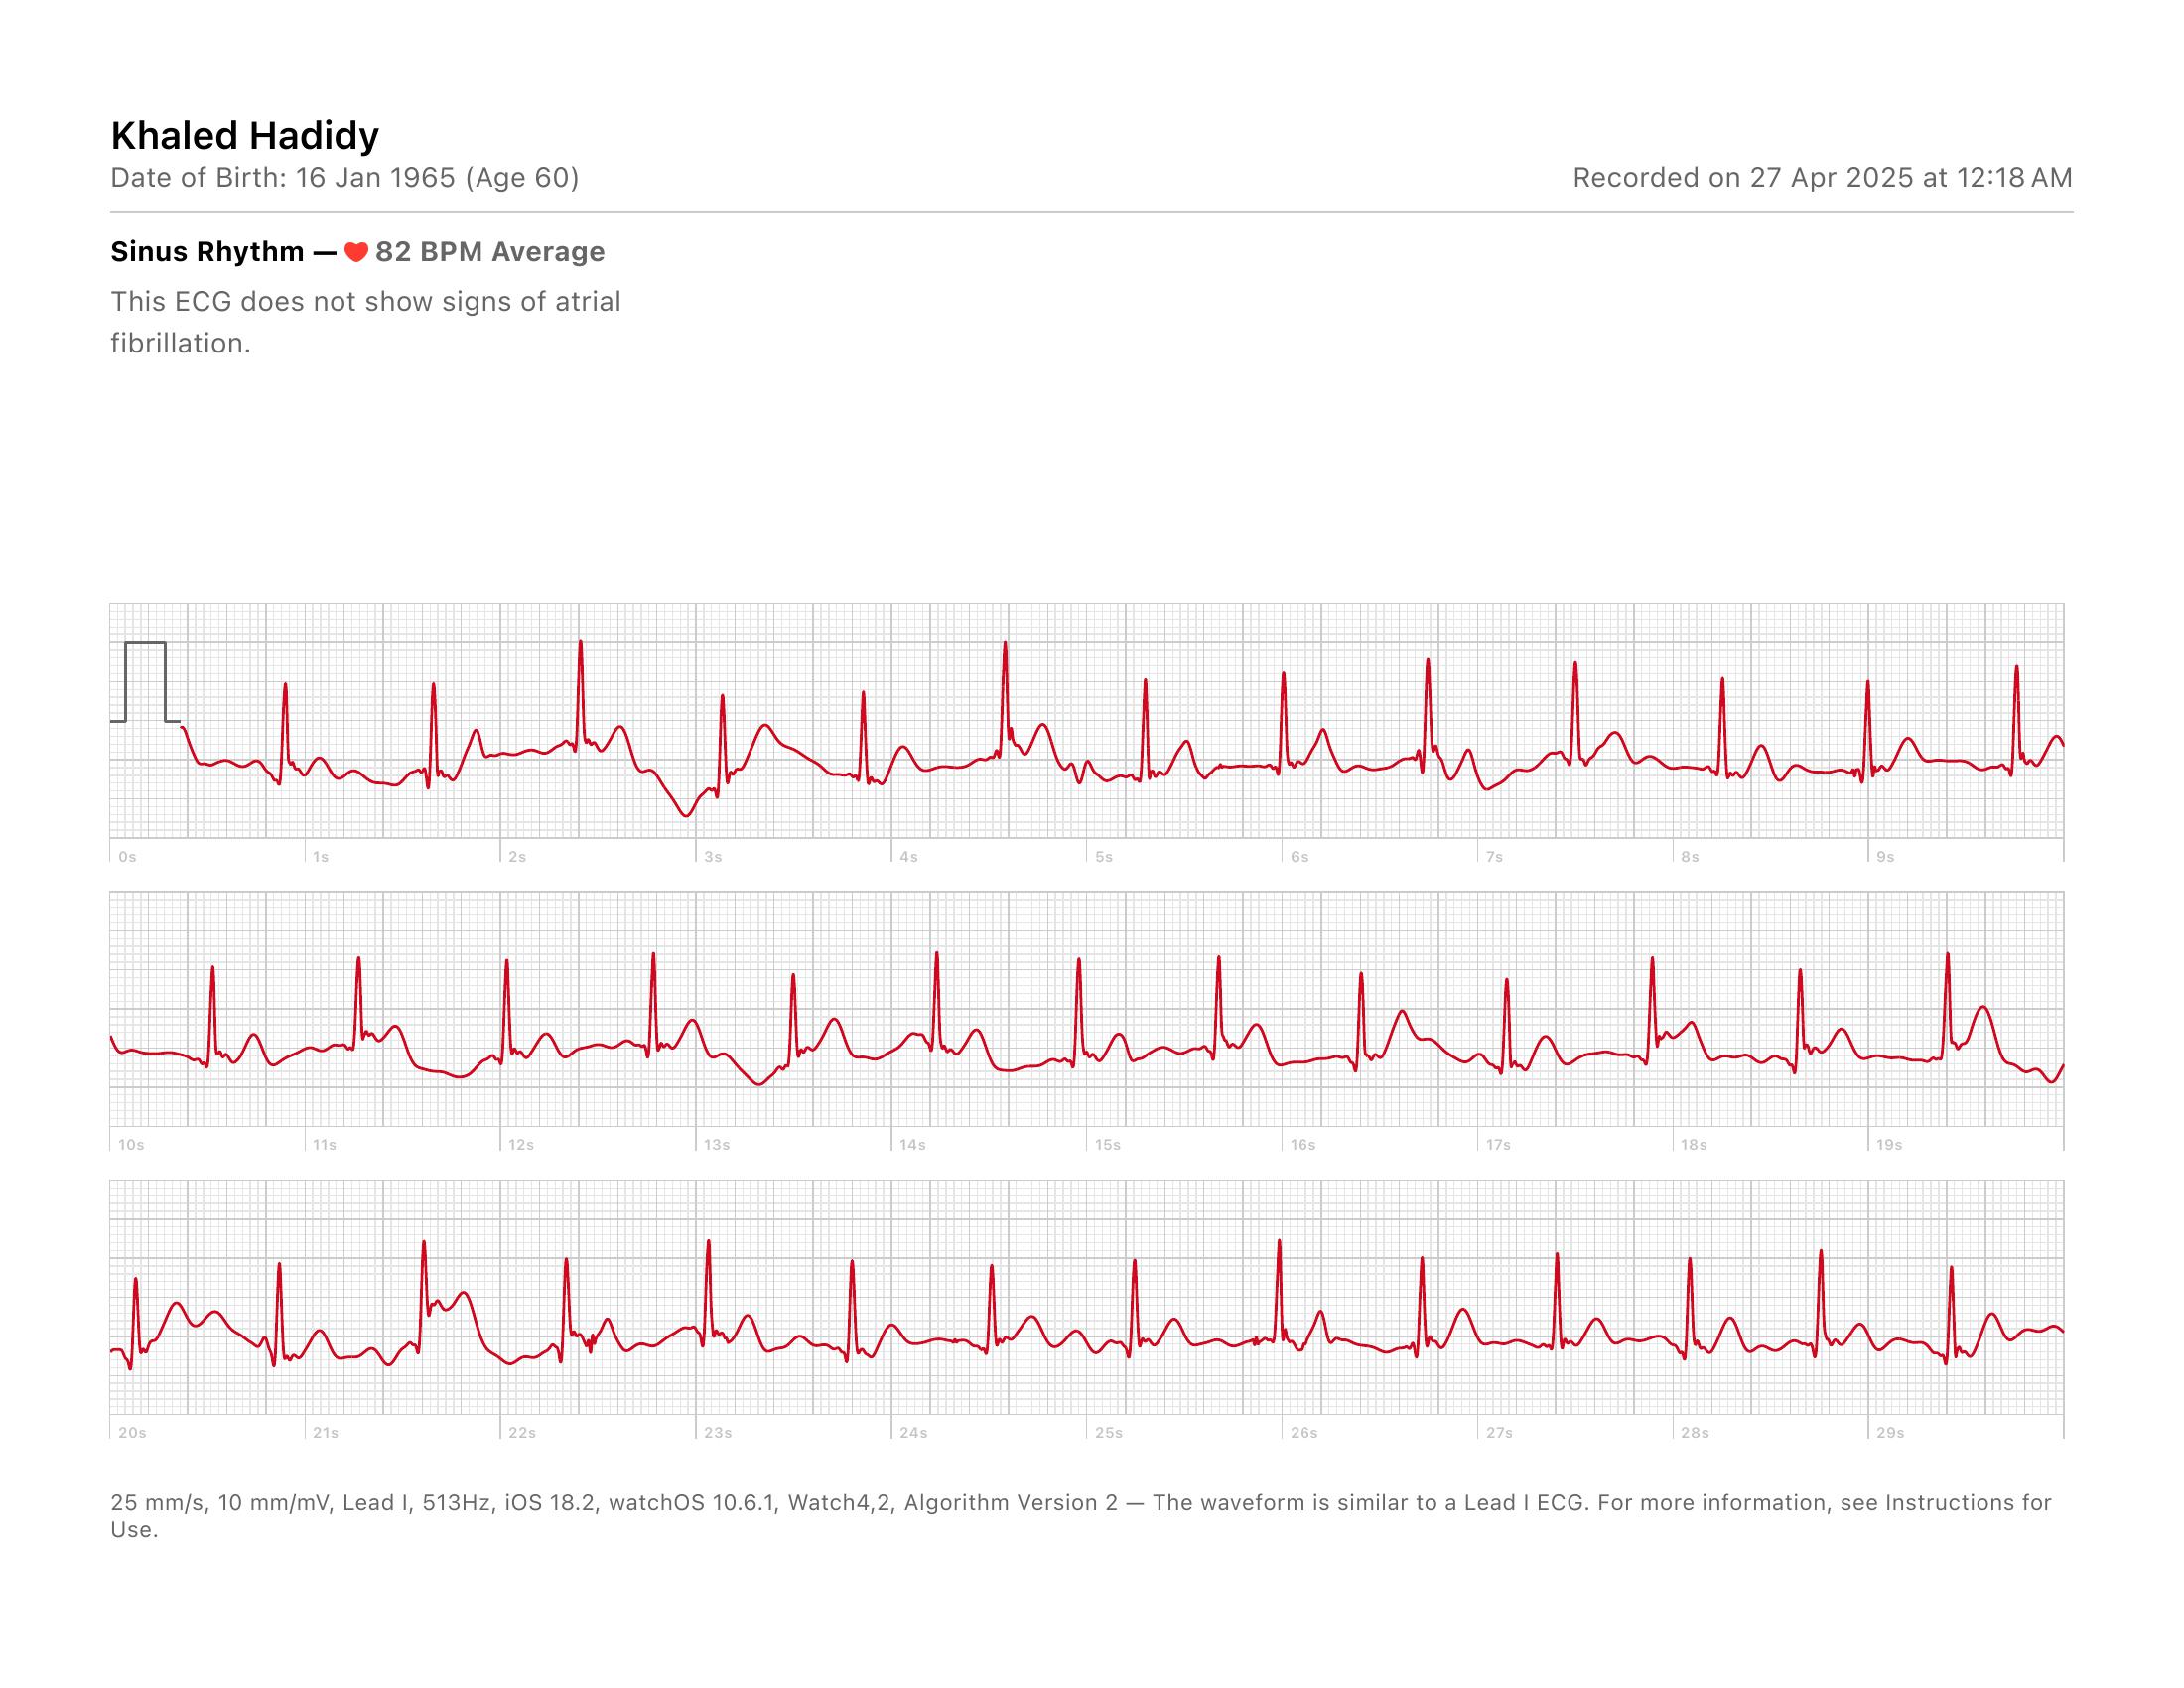 Khaled Hadidy
Date of Birth: 16 Jan 1965 (Age 60)
Recorded on 27 Apr 2025 at 12:18 AM
Sinus Rhythm — ❤️ 82 BPM Average
This ECG does not show signs of atrial
fibrillation.
0s 1s 2s 3s 4s 5s 6s 7s 8s 9s
10s 11s 12s 13s 14s 15s 16s 17s 18s 19s
20s 21s 22s 23s 24s 25s 26s 27s 28s 29s
25 mm/s, 10 mm/mV, Lead I, 513Hz, iOS 18.2, watchOS 10.6.1, Watch4,2, Algorithm Version 2 — The waveform is similar to a Lead I ECG. For more information, see Instructions for
Use.